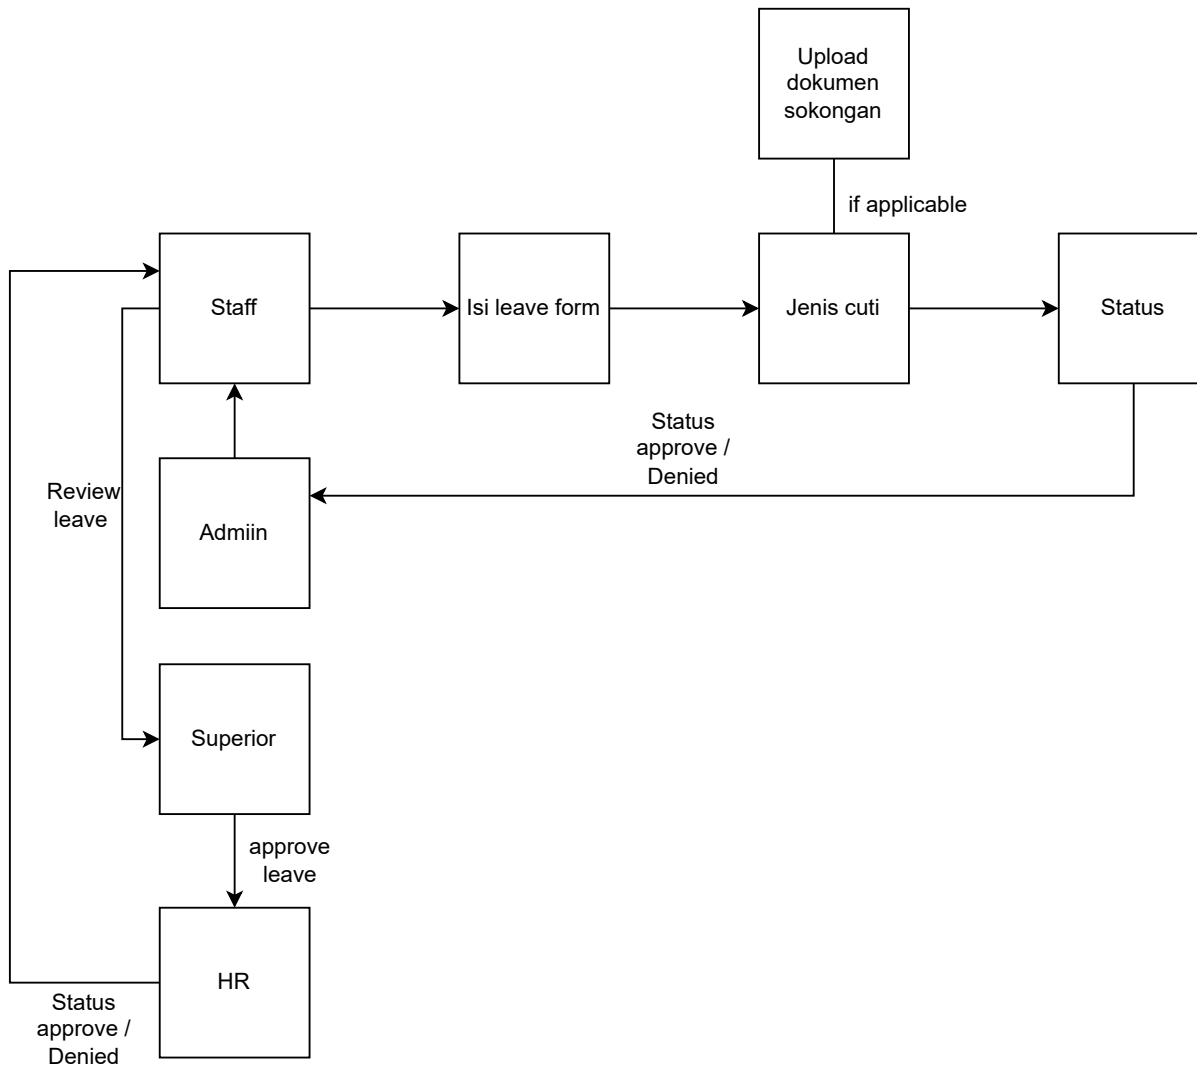 Upload
dokumen
sokongan
if applicable
Staff
Isi leave form
Jenis cuti
Status
Status
approve /
Denied
Review
leave
Admiin
Superior
approve
leave
HR
Status
approve /
Denied